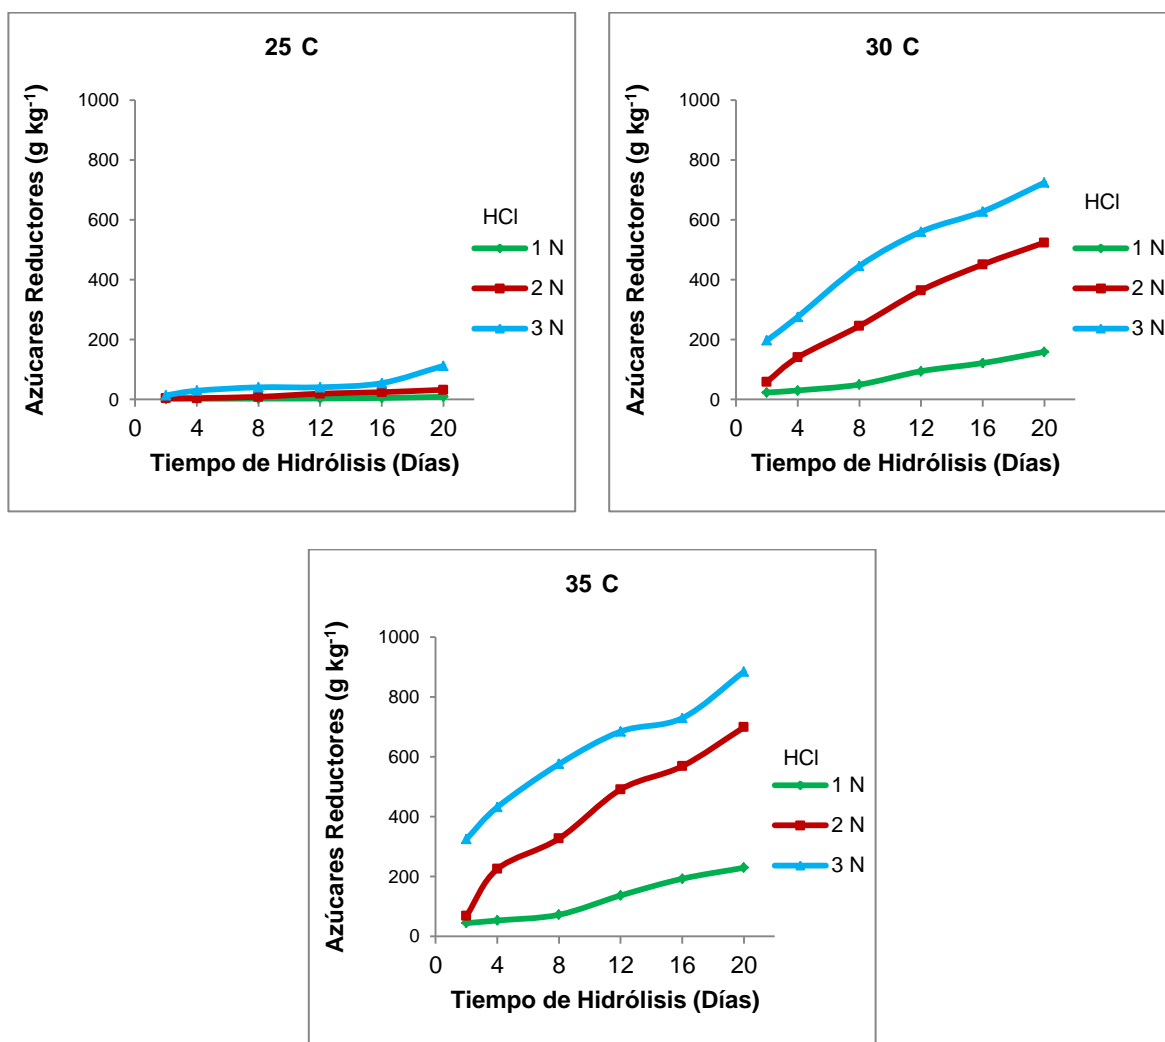 25 C
Azúcares Reductores (g kg-1)
1000
800
600
400
200
0
0 4 8 12 16 20
Tiempo de Hidrólisis (Días)
HCl
1 N
2 N
3 N
30 C
Azúcares Reductores (g kg-1)
1000
800
600
400
200
0
0 4 8 12 16 20
Tiempo de Hidrólisis (Días)
HCl
1 N
2 N
3 N
35 C
Azúcares Reductores (g kg-1)
1000
800
600
400
200
0
0 4 8 12 16 20
Tiempo de Hidrólisis (Días)
HCl
1 N
2 N
3 N